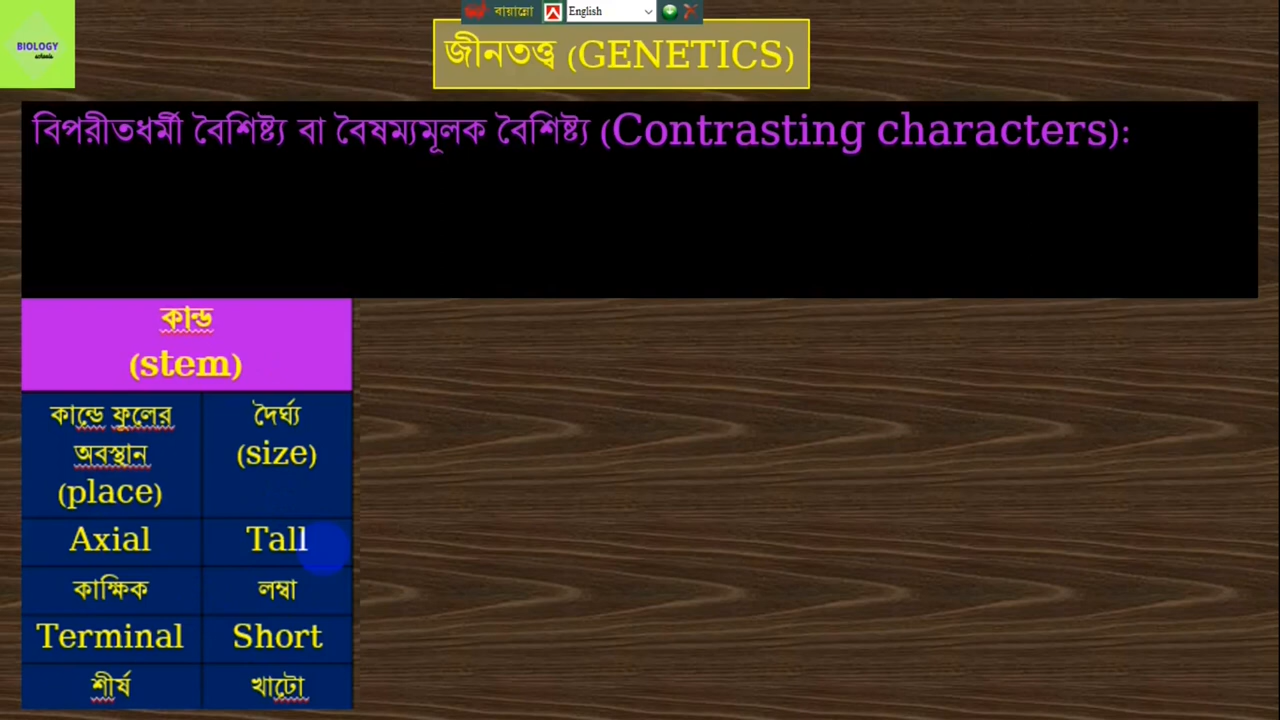 বায়ান্নো
English
BIOLOGY
schools
জীনতত্ত্ব (GENETICS)
বিপরীতধর্মী বৈশিষ্ট্য বা বৈষম্যমূলক বৈশিষ্ট্য (Contrasting characters):
কান্ড
(stem)
কান্ডে ফুলের
অবস্থান
(place)
দৈর্ঘ্য
(size)
Axial
Tall
কাক্ষিক
লম্বা
Terminal
Short
শীর্ষ
খাটো